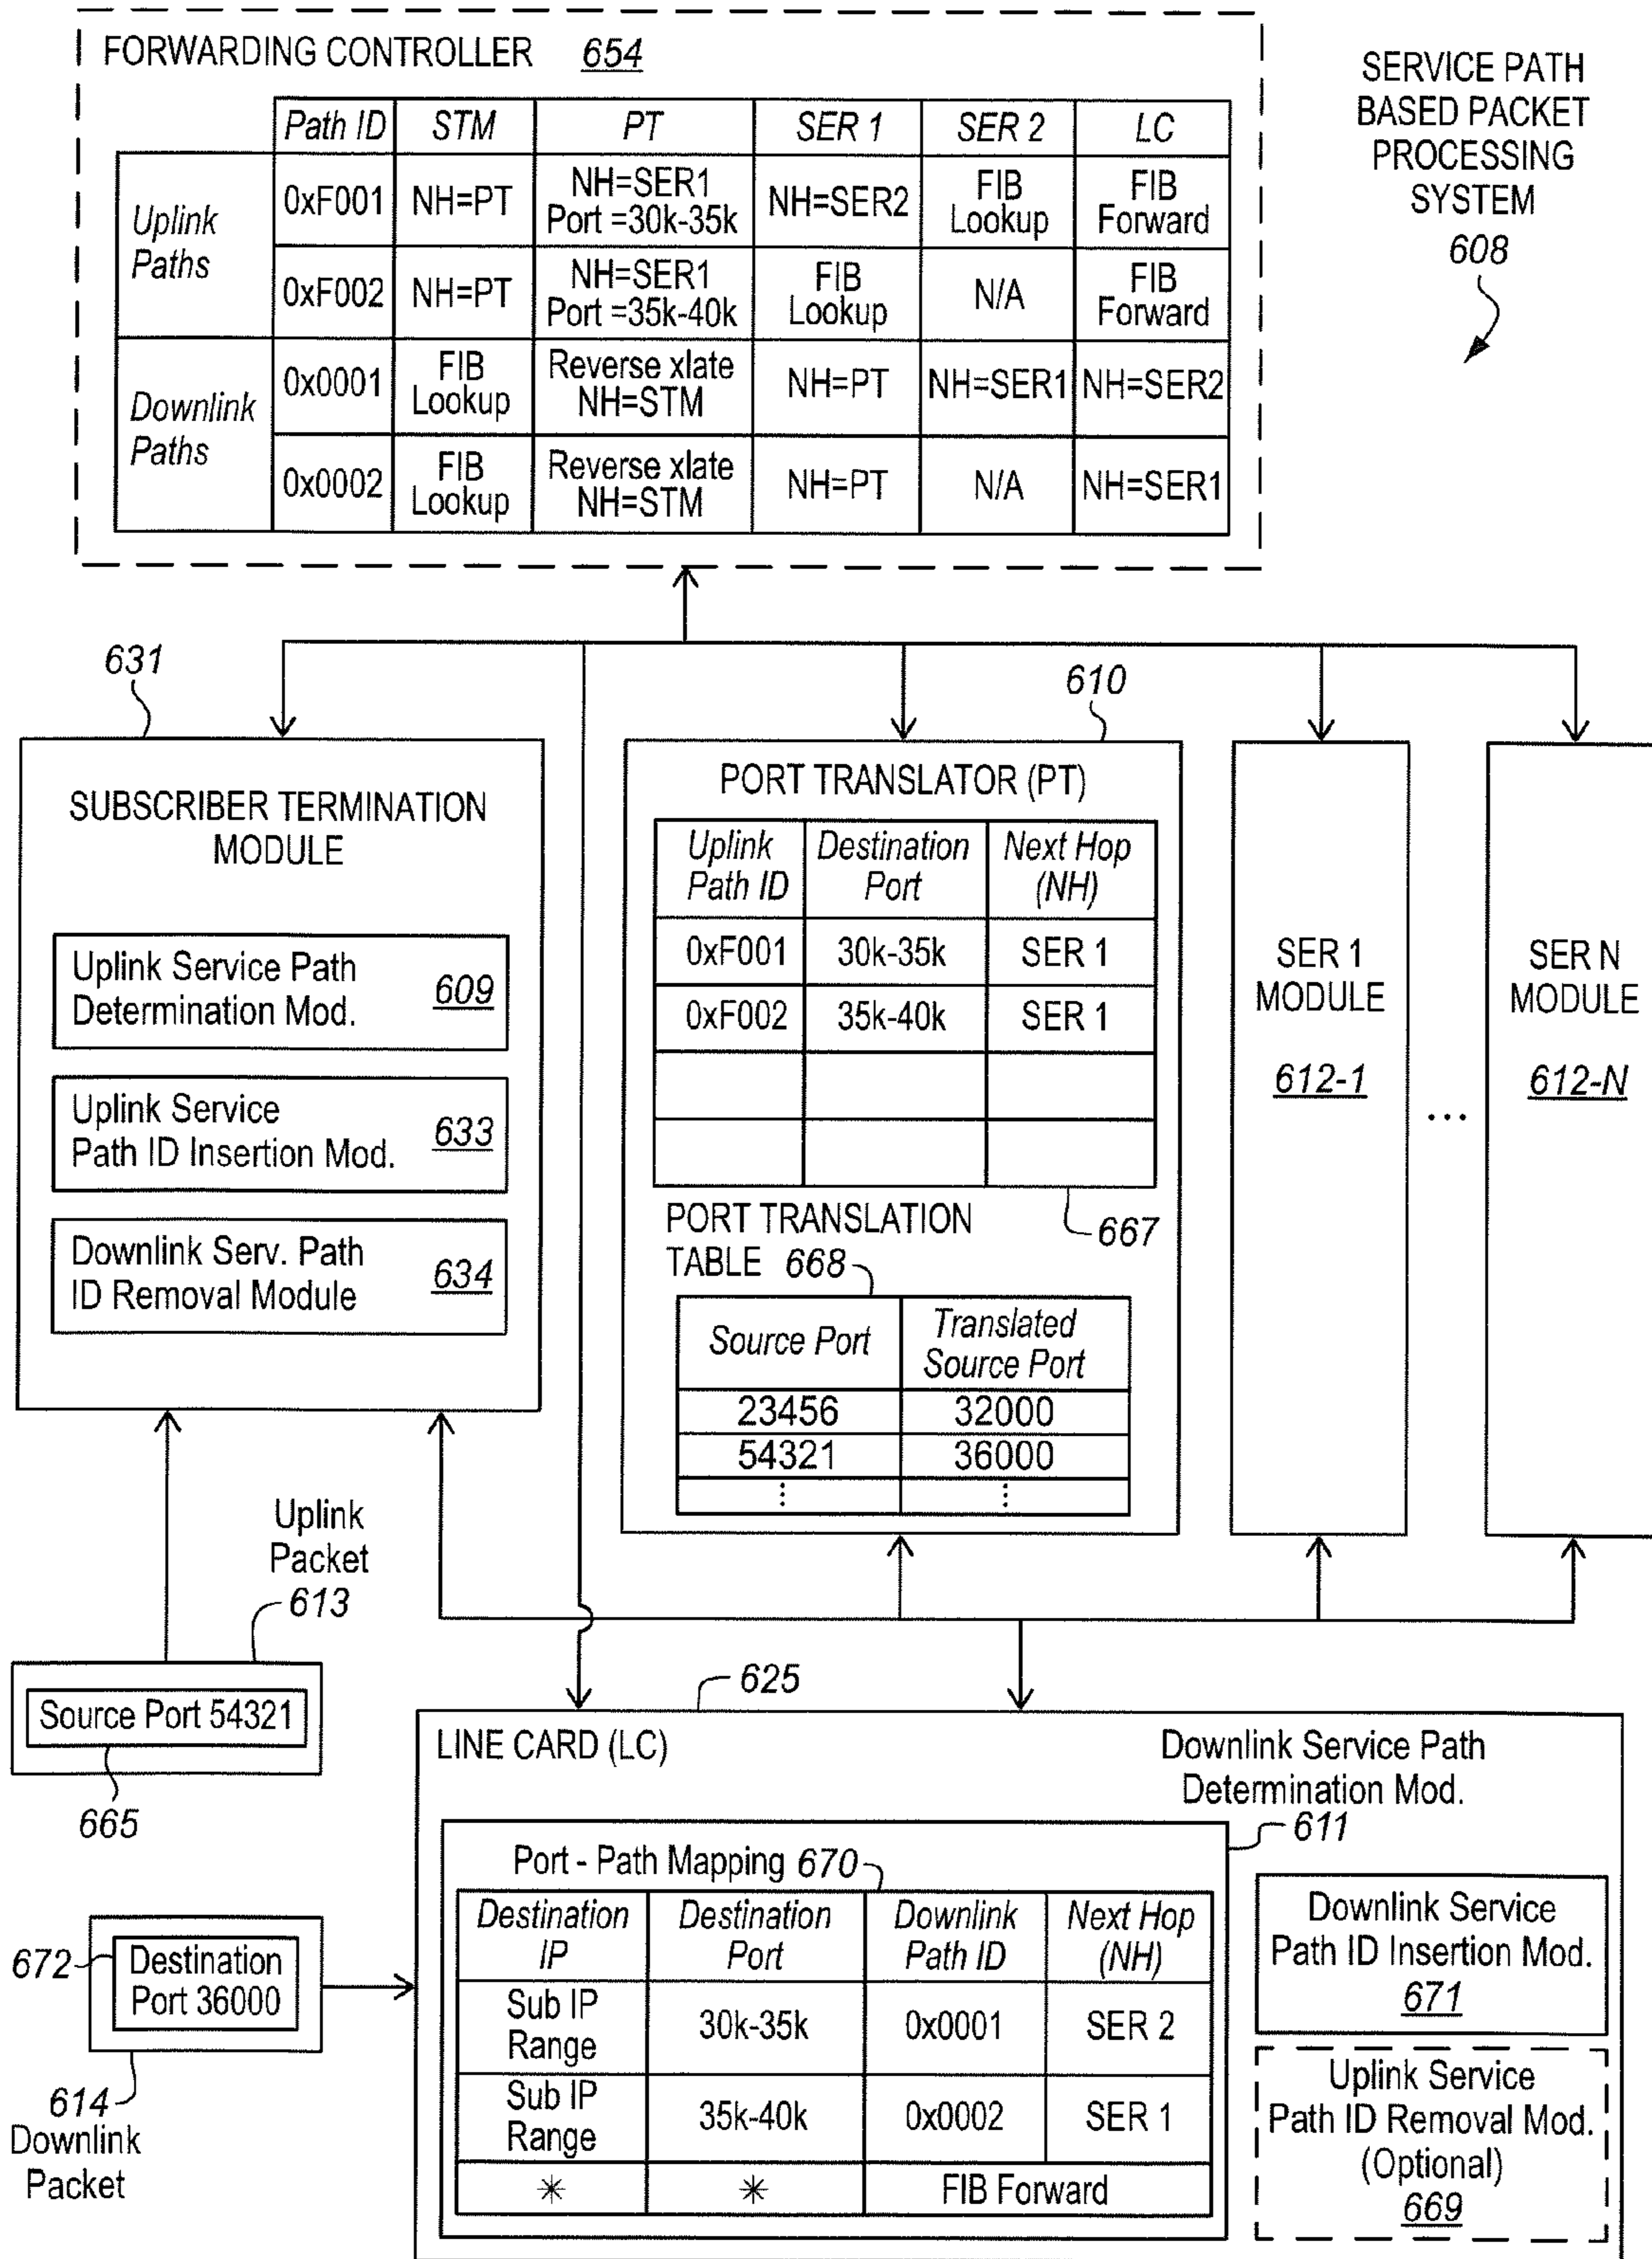 FORWARDING CONTROLLER 654
SERVICE PATH
BASED PACKET
PROCESSING
SYSTEM
608
Path ID STM PT SER 1 SER 2 LC
Uplink
Paths
0xF001 NH=PT NH=SER1
Port =30k-35k NH=SER2 FIB
Lookup FIB
Forward
0xF002 NH=PT NH=SER1
Port =35k-40k FIB
Lookup N/A FIB
Forward
Downlink
Paths
0x0001 FIB
Lookup Reverse xlate
NH=STM NH=PT NH=SER1 NH=SER2
0x0002 FIB
Lookup Reverse xlate
NH=STM NH=PT N/A NH=SER1
631
SUBSCRIBER TERMINATION
MODULE
Uplink Service Path
Determination Mod. 609
Uplink Service
Path ID Insertion Mod. 633
Downlink Serv. Path
ID Removal Module 634
610
PORT TRANSLATOR (PT)
Uplink
Path ID
Destination
Port
Next Hop
(NH)
0xF001 30k-35k SER 1
0xF002 35k-40k SER 1
667
PORT TRANSLATION
TABLE 668
Source Port
Translated
Source Port
23456 32000
54321 36000
⋮ ⋮
SER 1
MODULE
612-1
...
SER N
MODULE
612-N
Uplink
Packet
613
Source Port 54321
665
625
LINE CARD (LC)
Downlink Service Path
Determination Mod.
611
Port - Path Mapping 670
Destination
IP
Destination
Port
Downlink
Path ID
Next Hop
(NH)
Sub IP
Range
30k-35k 0x0001 SER 2
Sub IP
Range
35k-40k 0x0002 SER 1
* * FIB Forward
Downlink Service
Path ID Insertion Mod.
671
Uplink Service
Path ID Removal Mod.
(Optional)
669
672
Destination
Port 36000
614
Downlink
Packet